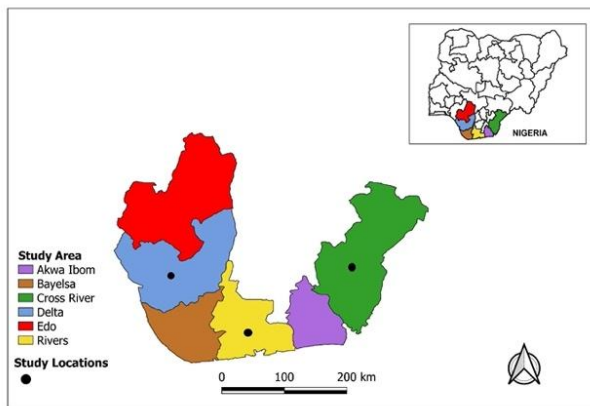 NIGERIA
Study Area
Akwa Ibom
Bayelsa
Cross River
Delta
Edo
Rivers
Study Locations
0 100 200 km